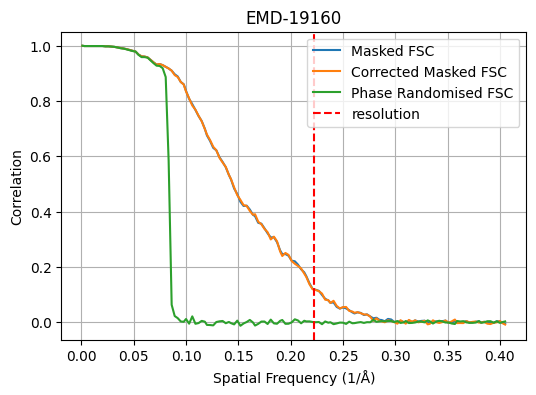 EMD-19160
Masked FSC
Corrected Masked FSC
Phase Randomised FSC
resolution
1.0
0.8
0.6
0.4
0.2
0.0
Correlation
0.00 0.05 0.10 0.15 0.20 0.25 0.30 0.35 0.40
Spatial Frequency (1/Å)